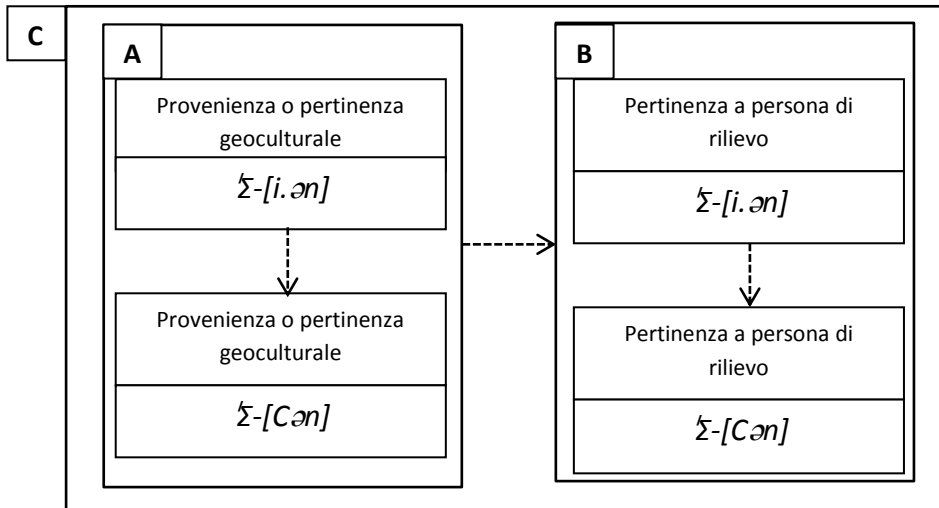 C
A
Provenienza o pertinenza
geoculturale
ˈΣ-[i.ən]
Provenienza o pertinenza
geoculturale
ˈΣ-[Cən]
B
Pertinenza a persona di
rilievo
ˈΣ-[i.ən]
Pertinenza a persona di
rilievo
ˈΣ-[Cən]